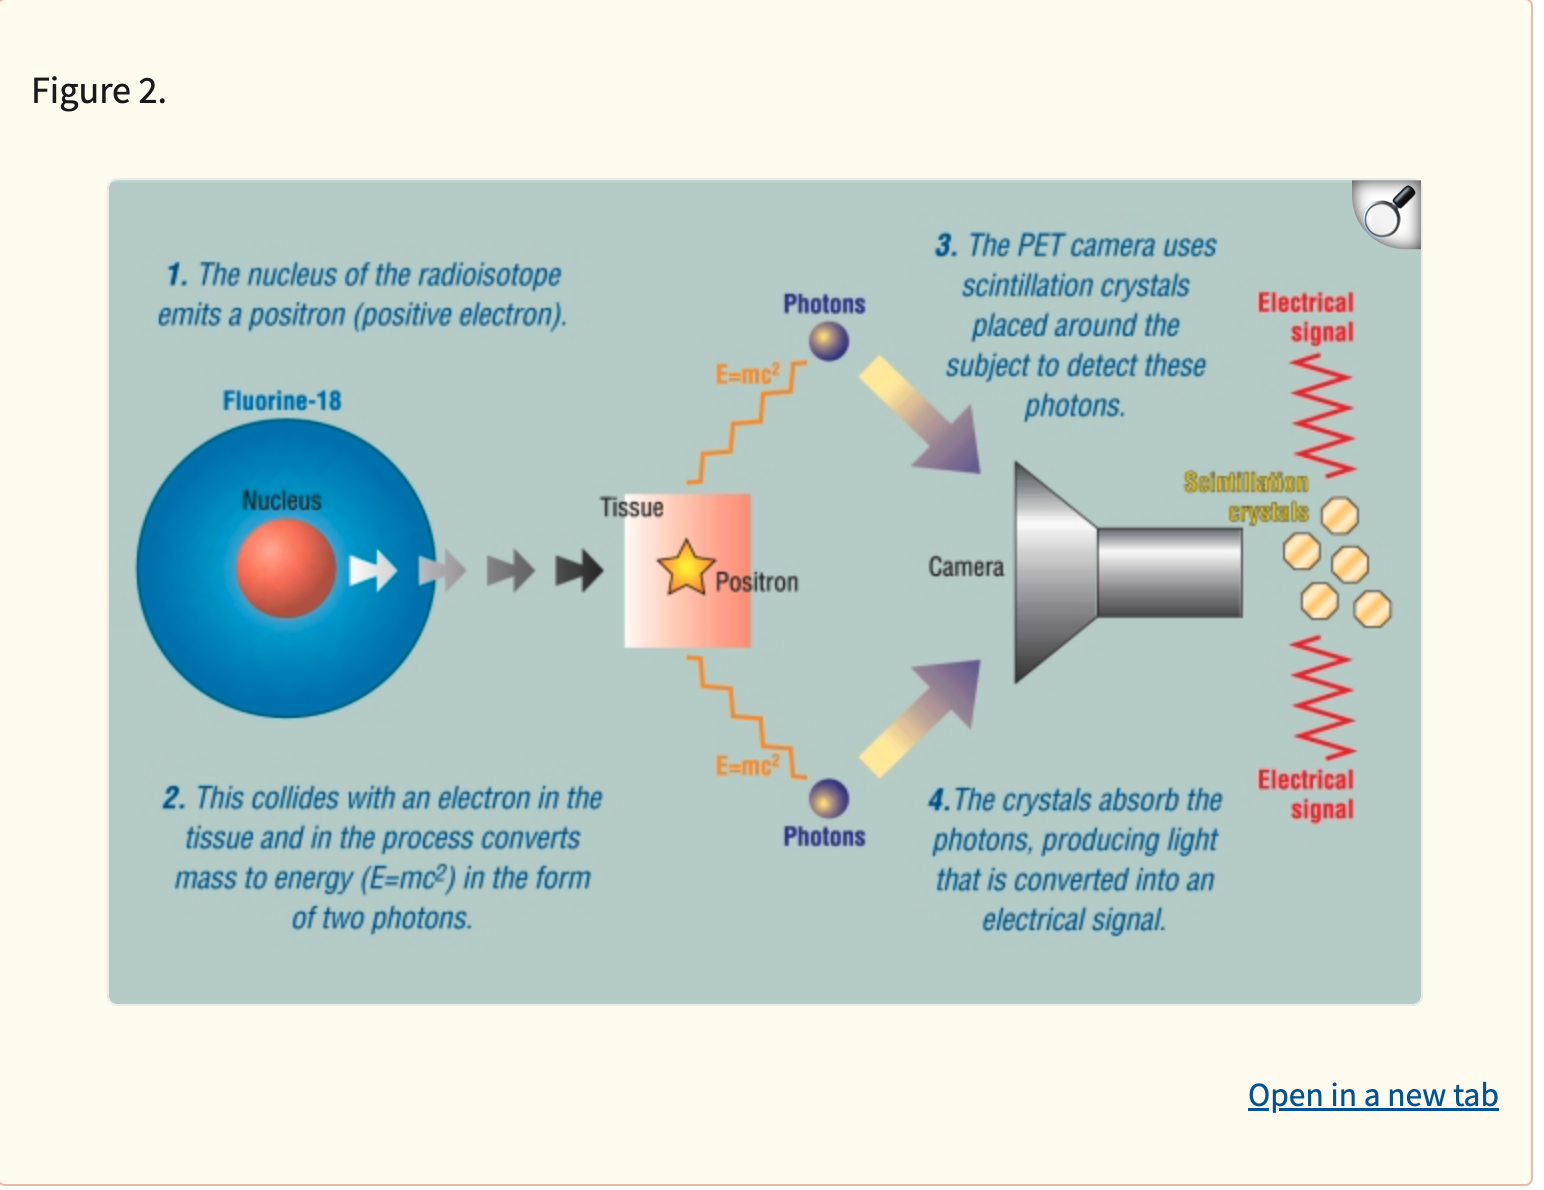 Figure 2.
1. The nucleus of the radioisotope
emits a positron (positive electron).
Fluorine-18
Nucleus
2. This collides with an electron in the
tissue and in the process converts
mass to energy (E=mc²) in the form
of two photons.
Photons
E=mc²
Tissue
Positron
E=mc²
Photons
3. The PET camera uses
scintillation crystals
placed around the
subject to detect these
photons.
Camera
4.The crystals absorb the
photons, producing light
that is converted into an
electrical signal.
Electrical
signal
Scintillation
crystals
Electrical
signal
Open in a new tab